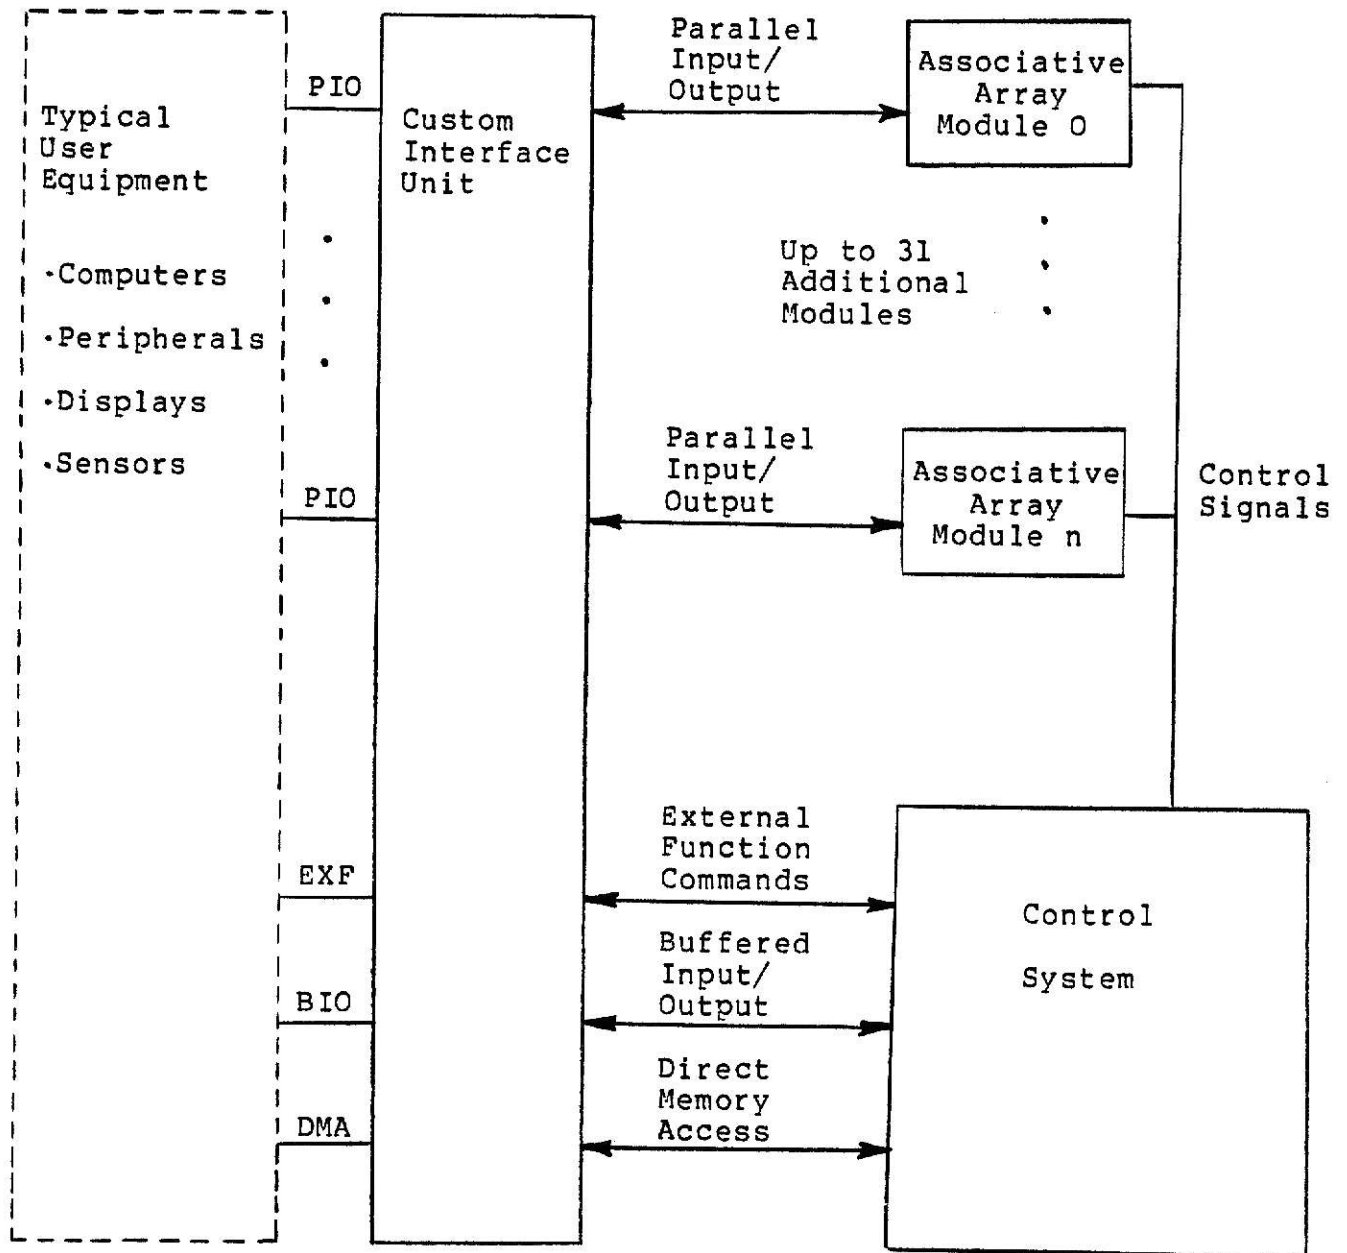 Typical
User
Equipment
·Computers
·Peripherals
·Displays
·Sensors
PIO
PIO
EXF
BIO
DMA
Custom
Interface
Unit
Parallel
Input/
Output
Associative
Array
Module 0
Up to 31
Additional
Modules
Parallel
Input/
Output
Associative
Array
Module n
Control
Signals
External
Function
Commands
Buffered
Input/
Output
Direct
Memory
Access
Control
System